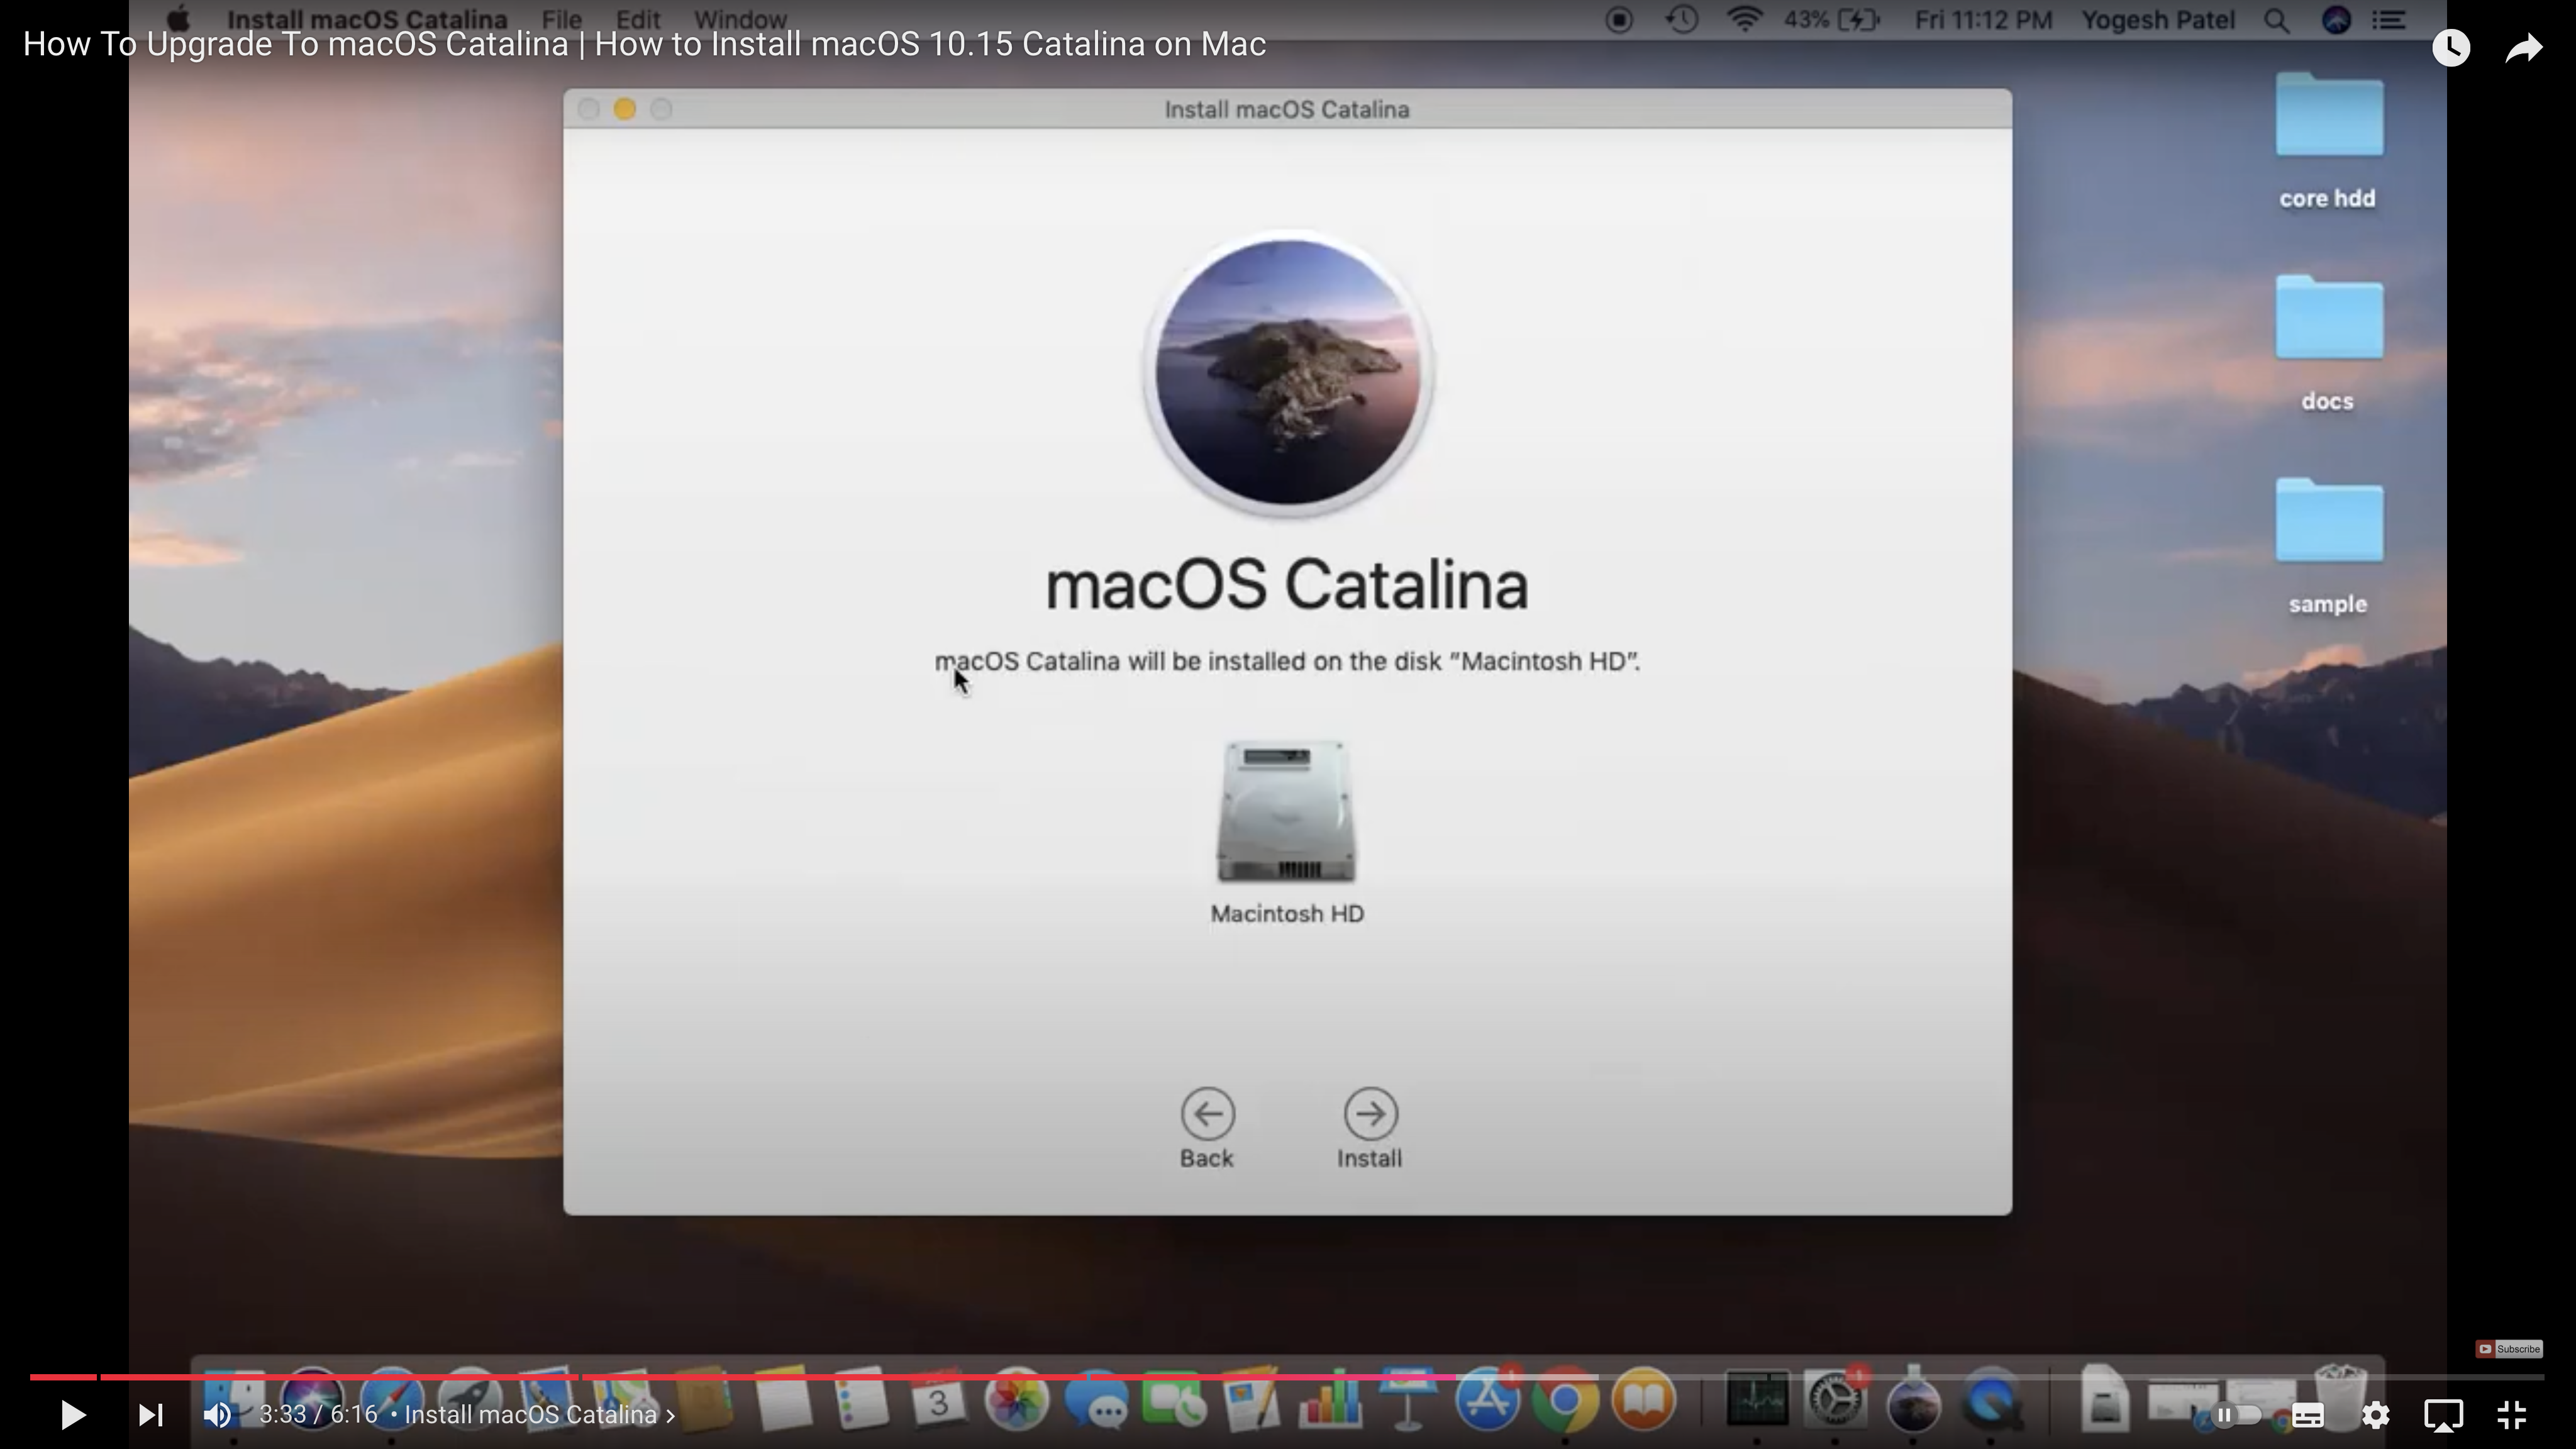 Install macOS Catalina File Edit Window 43% Fri 11:12 PM Yogesh Patel
How To Upgrade To macOS Catalina | How to Install macOS 10.15 Catalina on Mac
Install macOS Catalina
core hdd
docs
sample
macOS Catalina
macOS Catalina will be installed on the disk “Macintosh HD”.
Macintosh HD
Back Install
Subscribe
3
3:33 / 6:16 • Install macOS Catalina